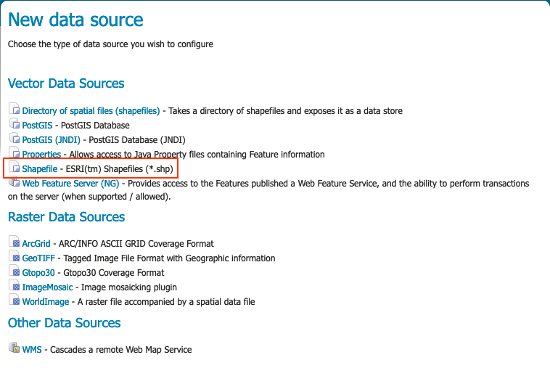 New data source
Choose the type of data source you wish to configure
Vector Data Sources
Directory of spatial files (shapefiles) - Takes a directory of shapefiles and exposes it as a data store
PostGIS - PostGIS Database
PostGIS (JNDI) - PostGIS Database (JNDI)
Properties - Allows access to Java Property files containing Feature information
Shapefile - ESRI(tm) Shapefiles (*.shp)
Web Feature Server (NG) - Provides access to the Features published a Web Feature Service, and the ability to perform transactions
on the server (when supported / allowed).
Raster Data Sources
ArcGrid - ARC/INFO ASCII GRID Coverage Format
GeoTIFF - Tagged Image File Format with Geographic information
Gtopo30 - Gtopo30 Coverage Format
ImageMosaic - Image mosaicking plugin
WorldImage - A raster file accompanied by a spatial data file
Other Data Sources
WMS - Cascades a remote Web Map Service